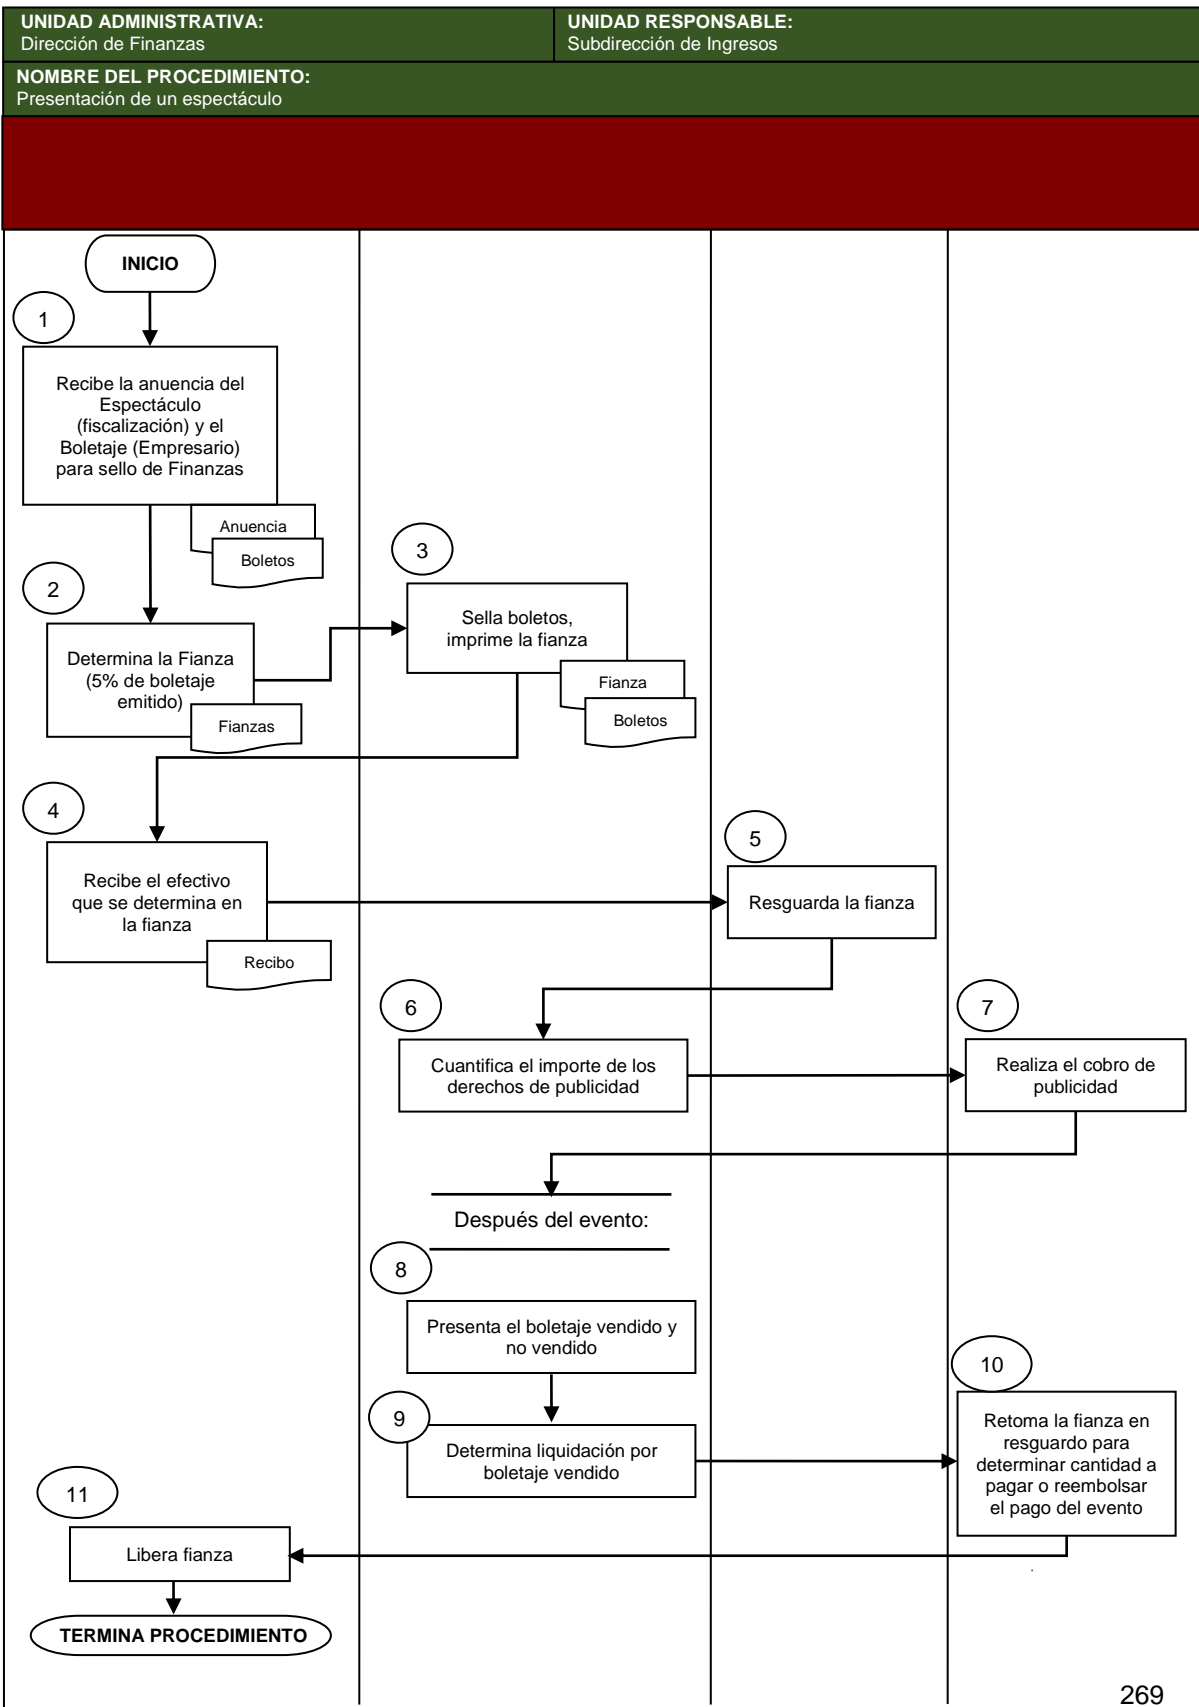 UNIDAD ADMINISTRATIVA:
Dirección de Finanzas
UNIDAD RESPONSABLE:
Subdirección de Ingresos
NOMBRE DEL PROCEDIMIENTO:
Presentación de un espectáculo
INICIO
1
Recibe la anuencia del
Espectáculo
(fiscalización) y el
Boletaje (Empresario)
para sello de Finanzas
Anuencia
Boletos
2
Determina la Fianza
(5% de boletaje
emitido)
Fianzas
3
Sella boletos,
imprime la fianza
Fianza
Boletos
4
Recibe el efectivo
que se determina en
la fianza
Recibo
5
Resguarda la fianza
6
Cuantifica el importe de los
derechos de publicidad
7
Realiza el cobro de
publicidad
Después del evento:
8
Presenta el boletaje vendido y
no vendido
9
Determina liquidación por
boletaje vendido
10
Retoma la fianza en
resguardo para
determinar cantidad a
pagar o reembolsar
el pago del evento
11
Libera fianza
TERMINA PROCEDIMIENTO
269